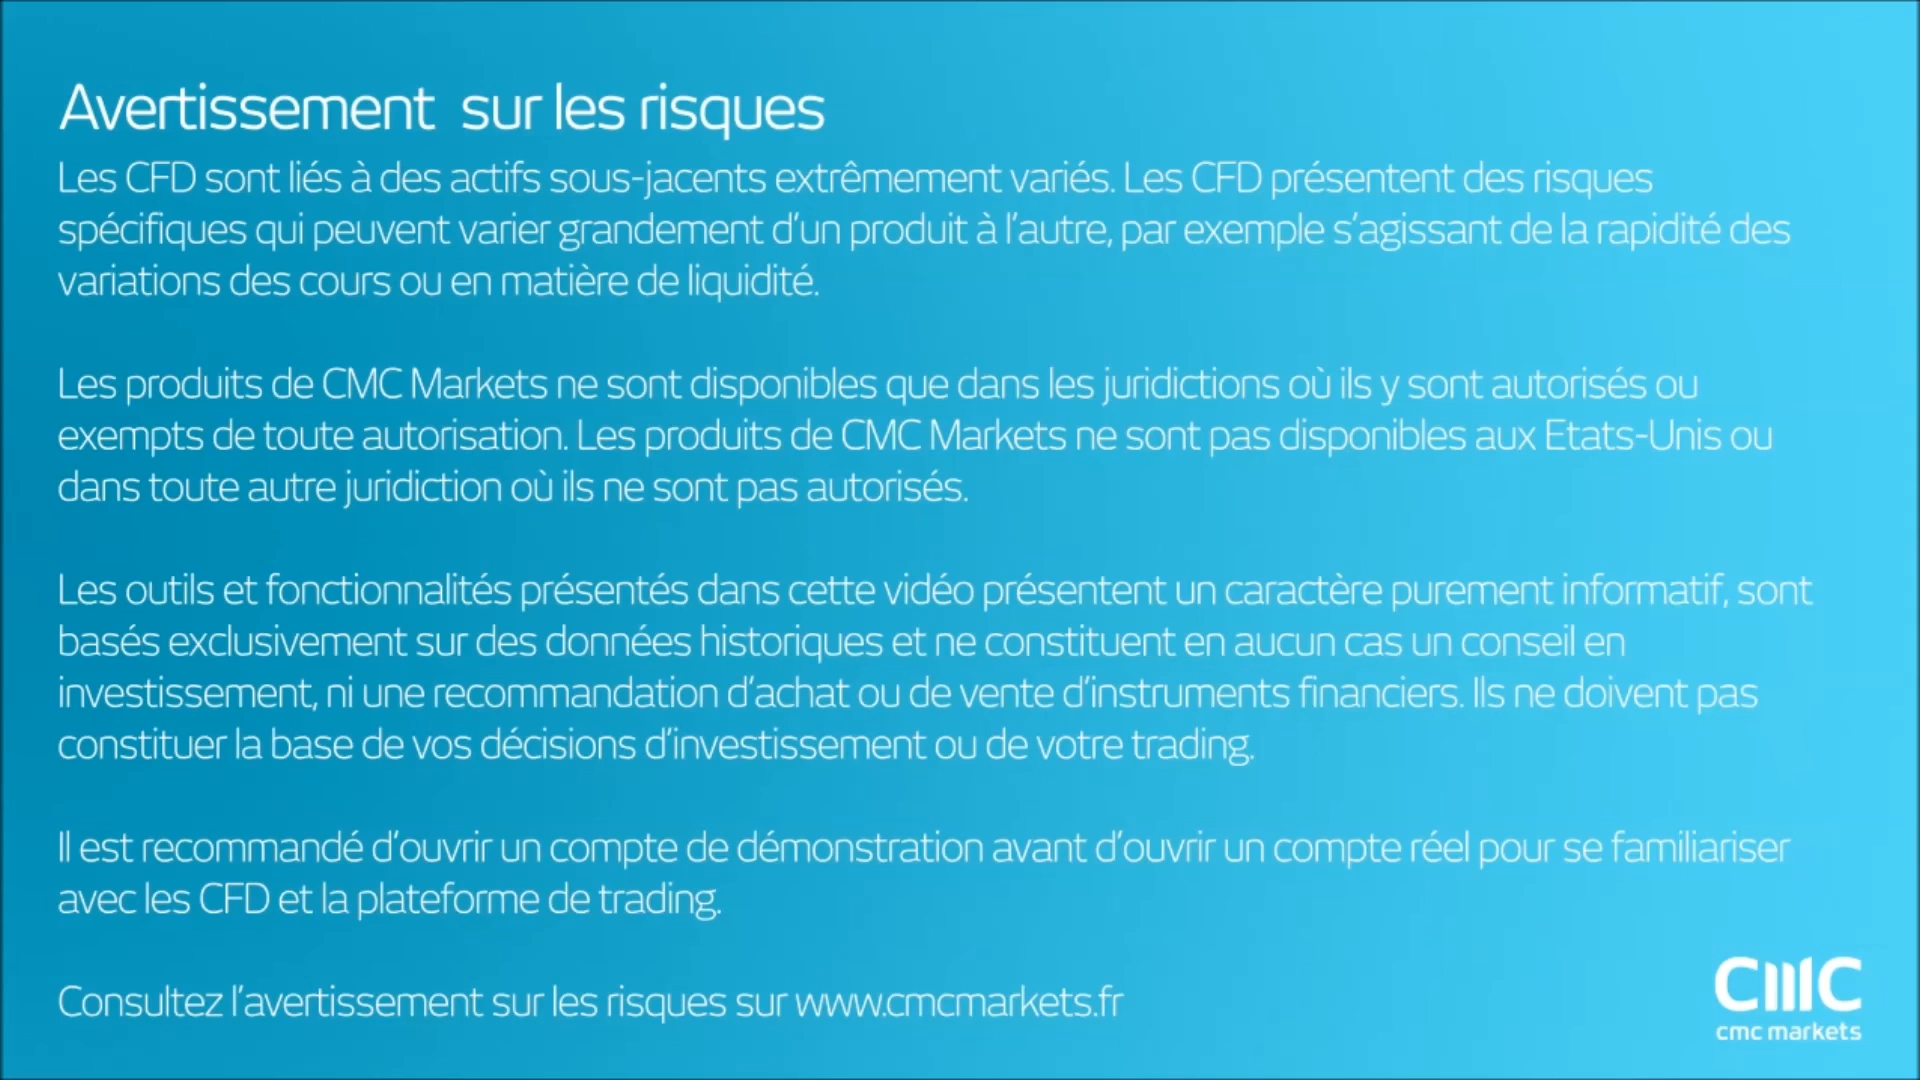 Avertissement sur les risques
Les CFD sont liés à des actifs sous-jacents extrêmement variés. Les CFD présentent des risques
spécifiques qui peuvent varier grandement d'un produit à l'autre, par exemple s'agissant de la rapidité des
variations des cours ou en matière de liquidité.
Les produits de CMC Markets ne sont disponibles que dans les juridictions où ils y sont autorisés ou
exempts de toute autorisation. Les produits de CMC Markets ne sont pas disponibles aux Etats-Unis ou
dans toute autre juridiction où ils ne sont pas autorisés.
Les outils et fonctionnalités présentés dans cette vidéo présentent un caractère purement informatif, sont
basés exclusivement sur des données historiques et ne constituent en aucun cas un conseil en
investissement, ni une recommandation d'achat ou de vente d'instruments financiers. Ils ne doivent pas
constituer la base de vos décisions d'investissement ou de votre trading.
Il est recommandé d'ouvrir un compte de démonstration avant d'ouvrir un compte réel pour se familiariser
avec les CFD et la plateforme de trading.
Consultez l'avertissement sur les risques sur www.cmcmarkets.fr
CMC
cmc markets